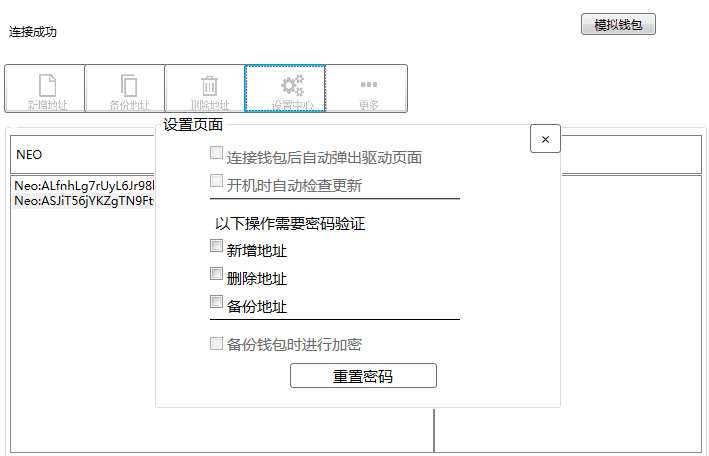 连接成功
模拟钱包
新增地址
备份地址
删除地址
设置中心
更多
设置页面
×
NEO
连接钱包后自动弹出驱动页面
开机时自动检查更新
Neo:ALfnhLg7rUyL6Jr98
Neo:ASJiT56jYKZgTN9Ft
以下操作需要密码验证
新增地址
删除地址
备份地址
备份钱包时进行加密
重置密码